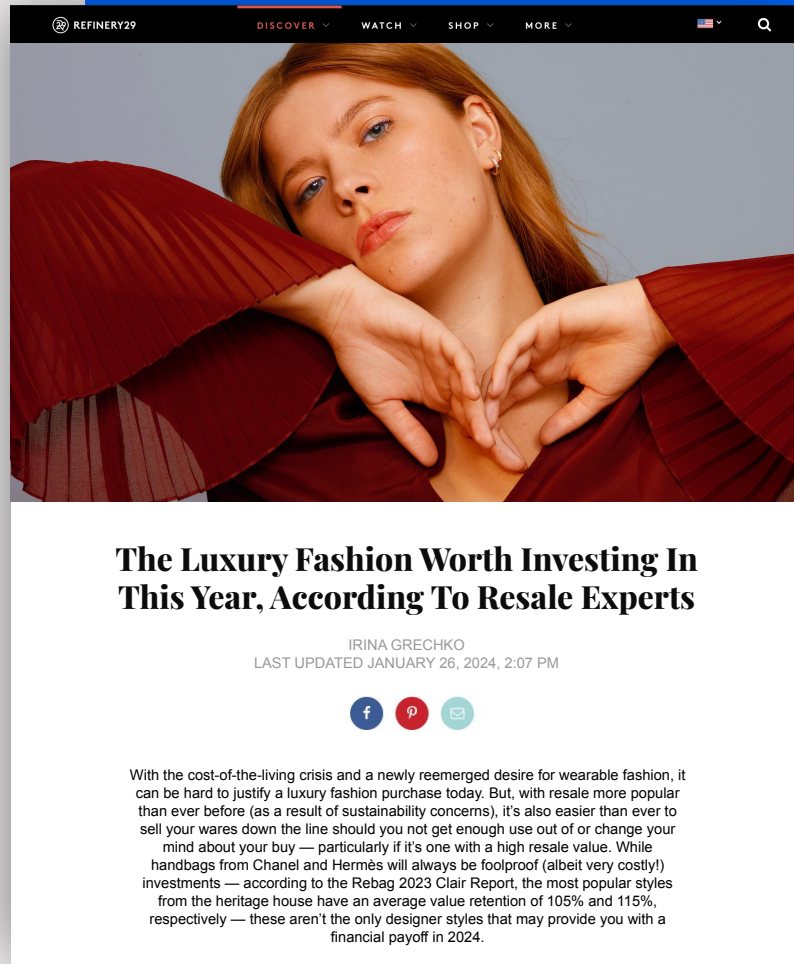 REFINERY29
DISCOVER
WATCH
SHOP
MORE
The Luxury Fashion Worth Investing In
This Year, According To Resale Experts
IRINA GRECHKO
LAST UPDATED JANUARY 26, 2024, 2:07 PM
With the cost-of-the-living crisis and a newly reemerged desire for wearable fashion, it
can be hard to justify a luxury fashion purchase today. But, with resale more popular
than ever before (as a result of sustainability concerns), it’s also easier than ever to
sell your wares down the line should you not get enough use out of or change your
mind about your buy — particularly if it’s one with a high resale value. While
handbags from Chanel and Hermès will always be foolproof (albeit very costly!)
investments — according to the Rebag 2023 Clair Report, the most popular styles
from the heritage house have an average value retention of 105% and 115%,
respectively — these aren’t the only designer styles that may provide you with a
financial payoff in 2024.